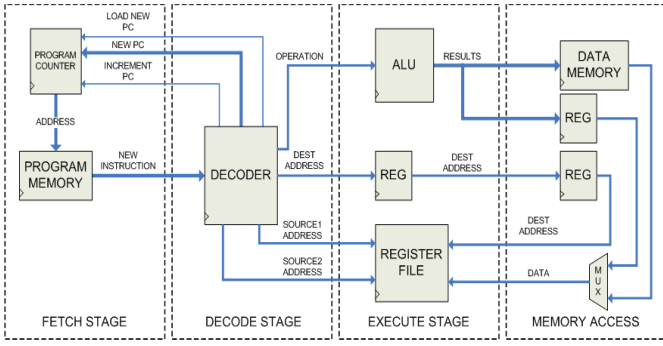 LOAD NEW
PC
NEW PC
INCREMENT
PC
PROGRAM
COUNTER
ADDRESS
PROGRAM
MEMORY
NEW
INSTRUCTION
FETCH STAGE
DECODER
OPERATION
DEST
ADDRESS
SOURCE1
ADDRESS
SOURCE2
ADDRESS
DECODE STAGE
ALU
RESULTS
REG
DEST
ADDRESS
REGISTER
FILE
EXECUTE STAGE
DATA
MEMORY
REG
REG
DEST
ADDRESS
DATA
MUX
MEMORY ACCESS